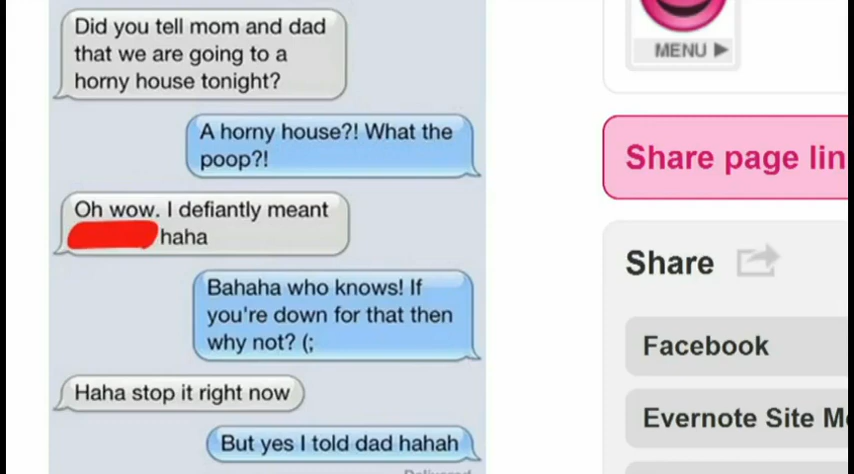 Did you tell mom and dad
that we are going to a
horny house tonight?
A horny house?! What the
poop?!
Oh wow. I defiantly meant
haha
Bahaha who knows! If
you're down for that then
why not? (;
Haha stop it right now
But yes I told dad hahah
Delivered
MENU ▶
Share page lin
Share
Facebook
Evernote Site M